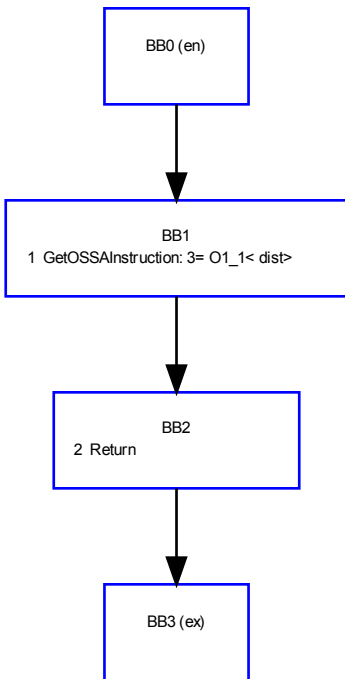 BB0 (en)
BB1
1 GetOSSAInstruction: 3= O1_1< dist>
BB2
2 Return
BB3 (ex)